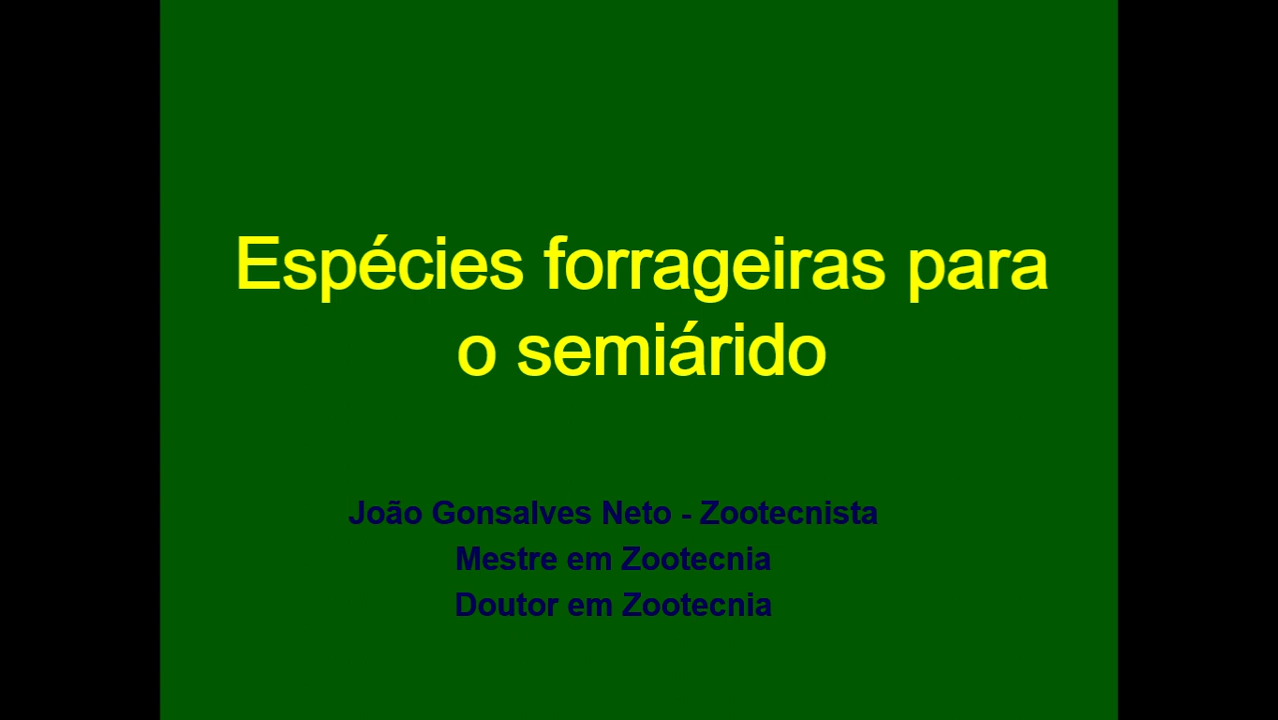 Espécies forrageiras para
o semiárido
João Gonsalves Neto - Zootecnista
Mestre em Zootecnia
Doutor em Zootecnia